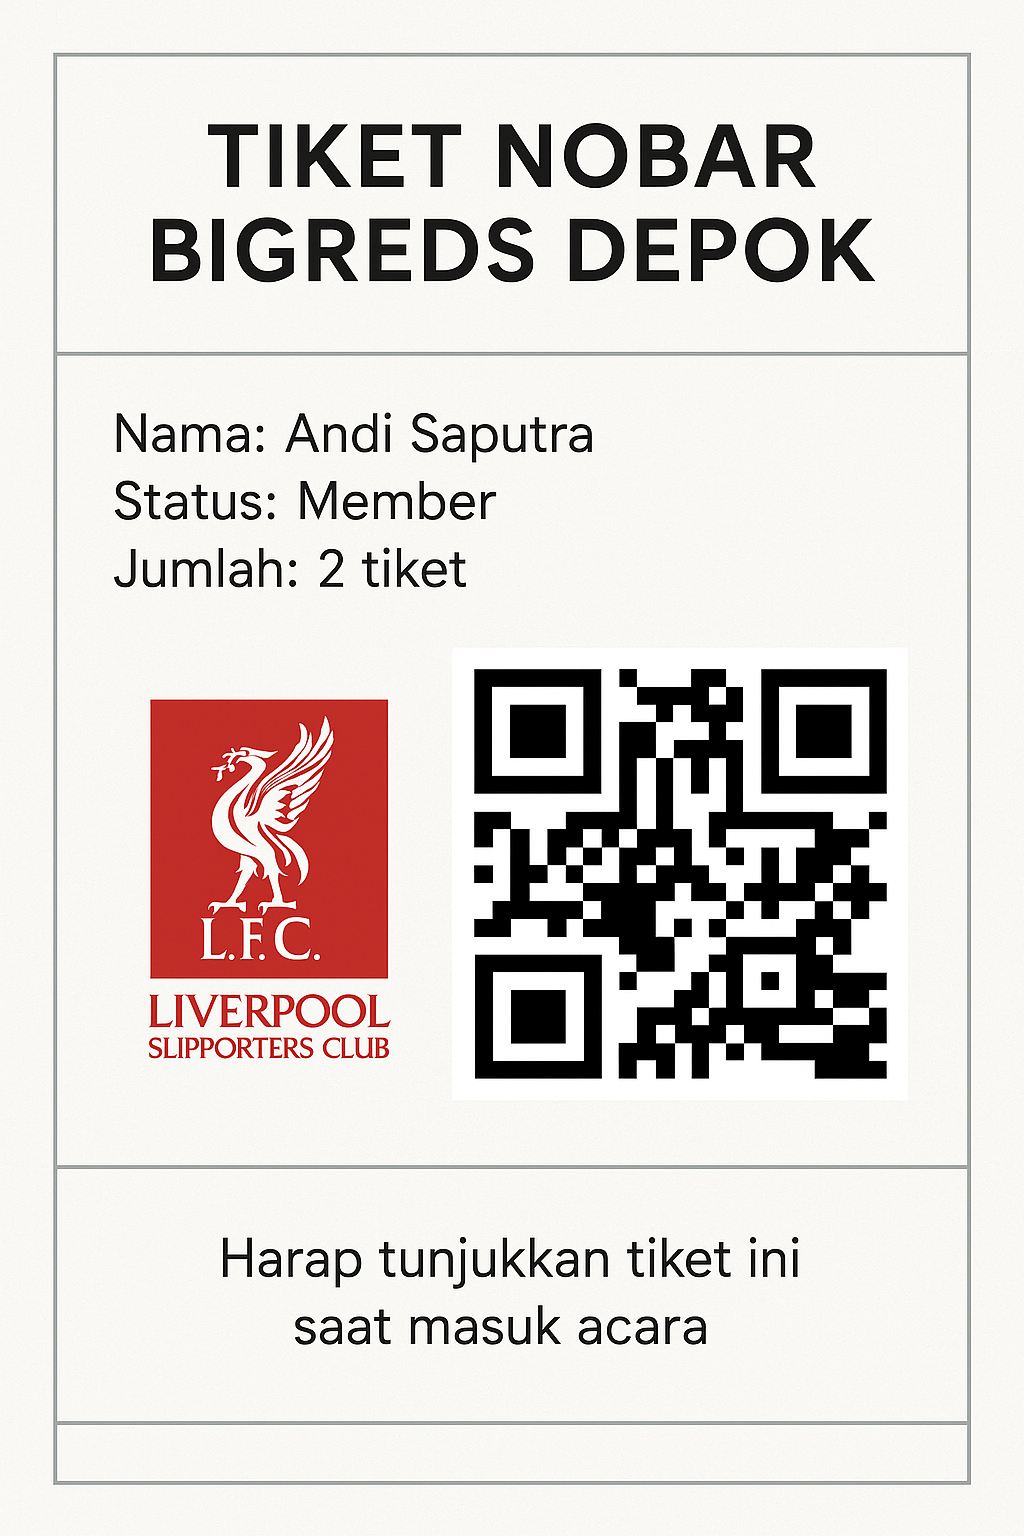 TIKET NOBAR
BIGREDS DEPOK
Nama: Andi Saputra
Status: Member
Jumlah: 2 tiket
L.F.C.
LIVERPOOL
SLIPPORTERS CLUB
Harap tunjukkan tiket ini
saat masuk acara